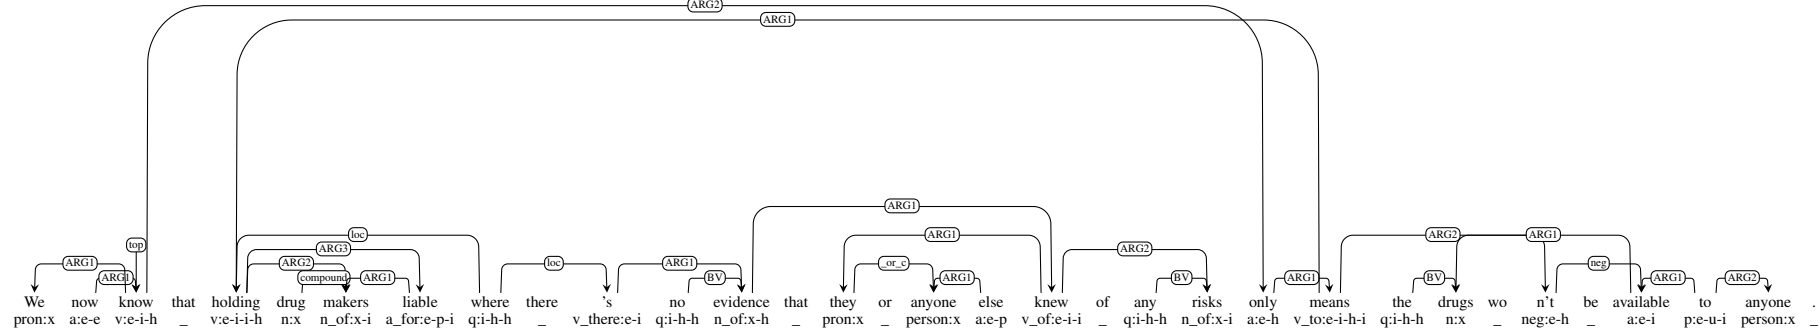 ARG2
ARG1
ARG1 loc
ARG2 ARG1
ARG1
top
ARG3
ARG1 ARG2 loc ARG1 _or_c neg
ARG1 compound ARG1 BV ARG1 BV ARG1 BV ARG1 ARG2
We now know that holding drug makers liable where there 's no evidence that they or anyone else knew of any risks only means the drugs wo n't be available to anyone .
pron:x a:e-e v:e-i-h _ v:e-i-i-h n:x n_of:x-i a_for:e-p-i q:i-h-h _ v_there:e-i q:i-h-h n_of:x-h _ pron:x _ person:x a:e-p v_of:e-i-i _ q:i-h-h n_of:x-i a:e-h v_to:e-i-h-i q:i-h-h n:x _ neg:e-h _ a:e-i p:e-u-i person:x _